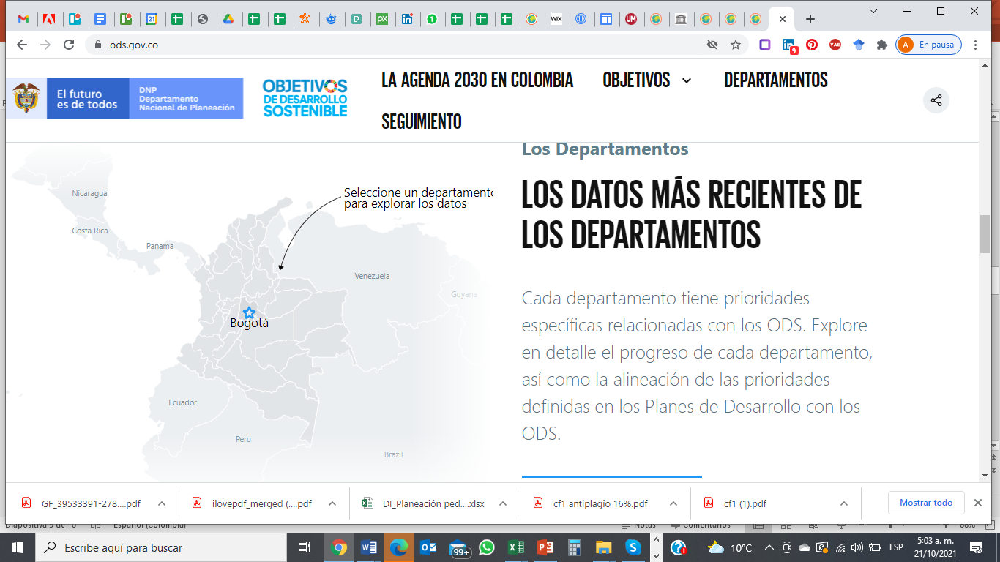 ods.gov.co
9
A
En pausa
El futuro
es de todos
DNP
Departamento
Nacional de Planeación
OBJETIVOS
DE DESARROLLO
SOSTENIBLE
LA AGENDA 2030 EN COLOMBIA
OBJETIVOS
DEPARTAMENTOS
SEGUIMIENTO
Los Departamentos
LOS DATOS MÁS RECIENTES DE
LOS DEPARTAMENTOS
Cada departamento tiene prioridades
específicas relacionadas con los ODS. Explore
en detalle el progreso de cada departamento,
así como la alineación de las prioridades
definidas en los Planes de Desarrollo con los
ODS.
Seleccione un departamento
para explorar los datos
Nicaragua
Costa Rica
Panama
Venezuela
Guyana
Bogotá
Ecuador
Peru
Brazil
GF_39533391-278....pdf
ilovepdf_merged (....pdf
DI_Planeación ped....xlsx
cf1 antiplagio 16%.pdf
cf1 (1).pdf
Mostrar todo
Diapositiva 5 de 10
Español (Colombia)
Notas
Comentarios
66%
Escribe aquí para buscar
99+
10°C
ESP
5:03 a. m.
21/10/2021